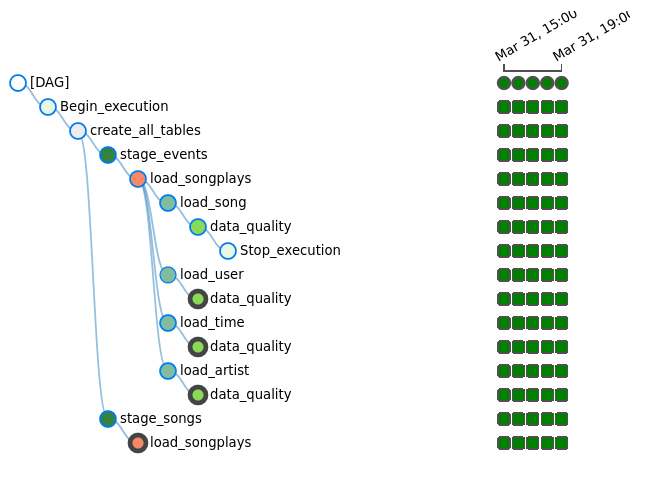 Mar 31, 15:00
Mar 31, 19:00
[DAG]
Begin_execution
create_all_tables
stage_events
load_songplays
load_song
data_quality
Stop_execution
load_user
data_quality
load_time
data_quality
load_artist
data_quality
stage_songs
load_songplays